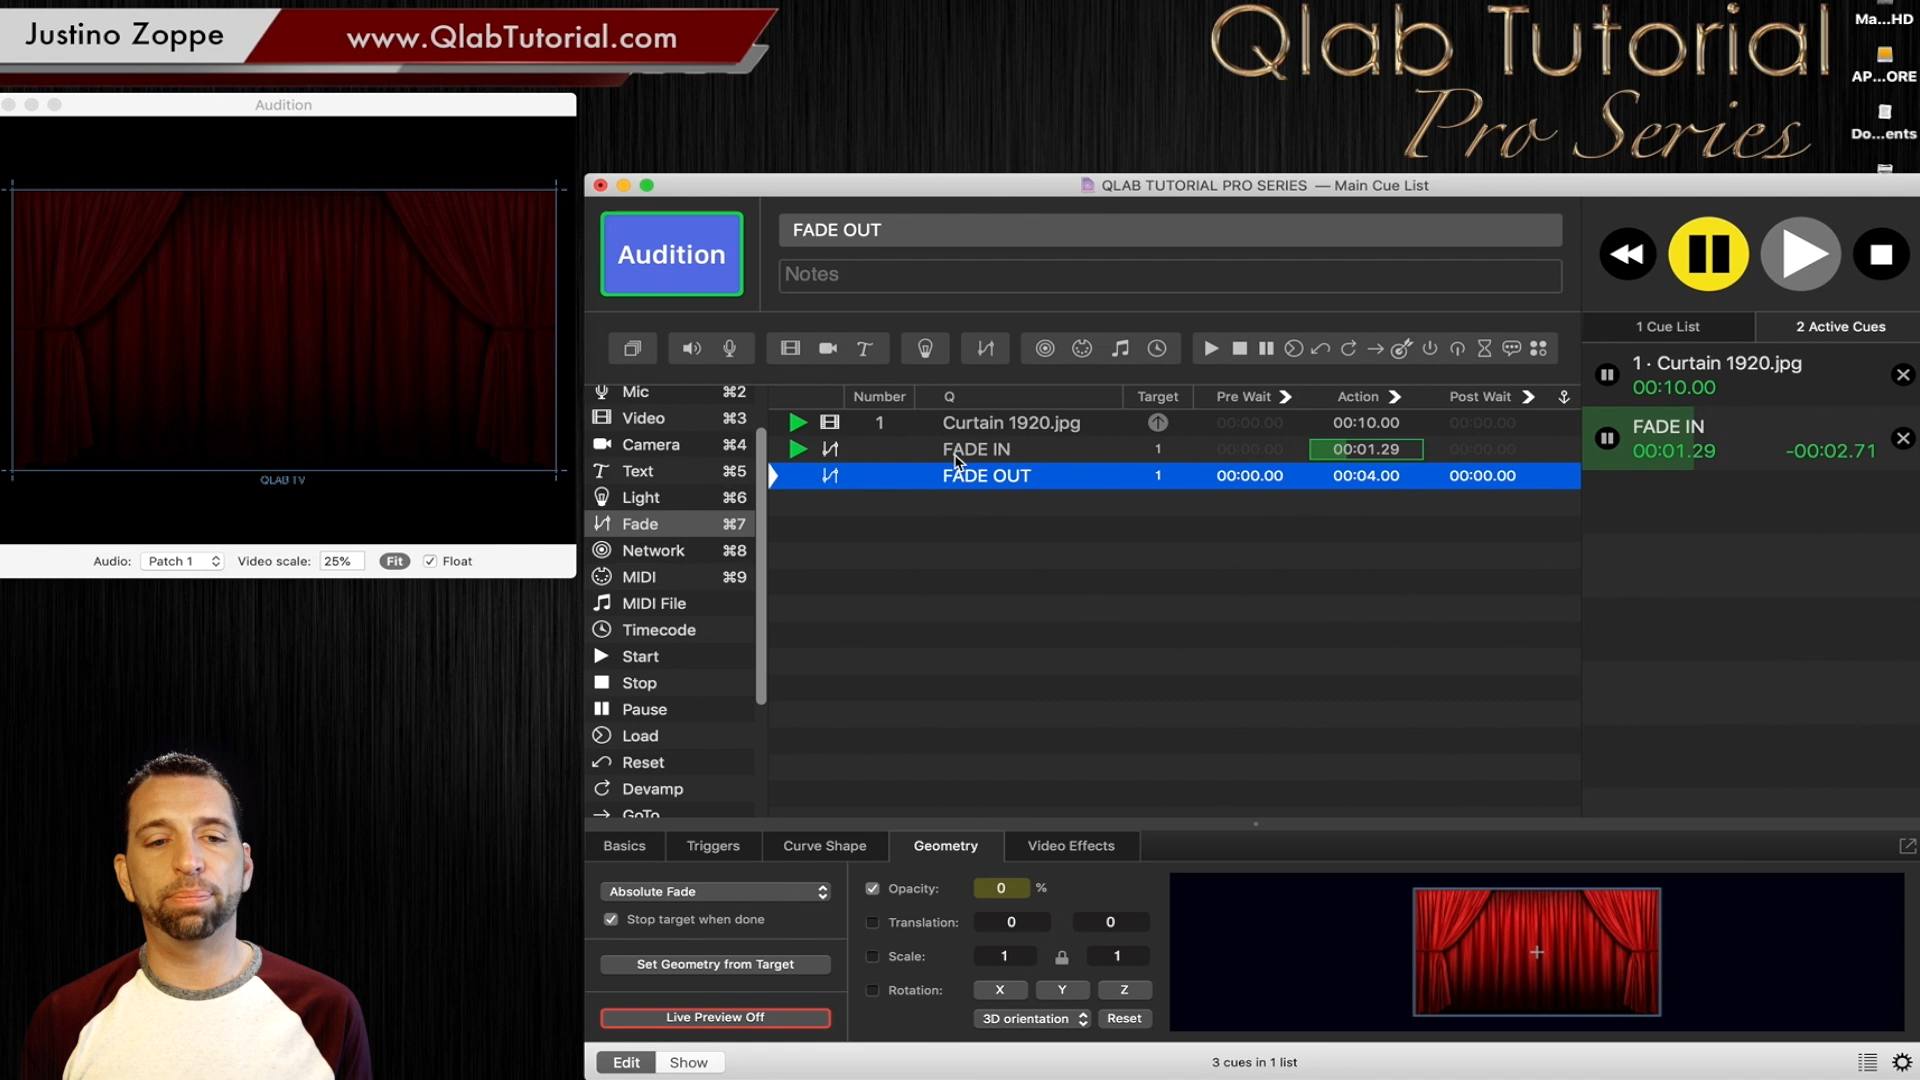 Justino Zoppe
www.QlabTutorial.com
Qlab Tutorial
Pro Series
Ma...HD
AP...ORE
Do...ents
Audition
QLAB TV
Audio: Patch 1 Video scale: 25% Fit Float
QLAB TUTORIAL PRO SERIES — Main Cue List
Audition
FADE OUT
Notes
1 Cue List 2 Active Cues
1 · Curtain 1920.jpg
00:10.00
FADE IN
00:01.29 -00:02.71
Mic ⌘2
Video ⌘3
Camera ⌘4
Text ⌘5
Light ⌘6
Fade ⌘7
Network ⌘8
MIDI ⌘9
MIDI File
Timecode
Start
Stop
Pause
Load
Reset
Devamp
GoTo
Number Q Target Pre Wait Action Post Wait
1 Curtain 1920.jpg 00:00.00 00:10.00 00:00.00
FADE IN 1 00:00.00 00:01.29 00:00.00
FADE OUT 1 00:00.00 00:04.00 00:00.00
Basics Triggers Curve Shape Geometry Video Effects
Absolute Fade
Stop target when done
Set Geometry from Target
Live Preview Off
Opacity: 0 %
Translation: 0 0
Scale: 1 1
Rotation: X Y Z
3D orientation Reset
Edit Show
3 cues in 1 list